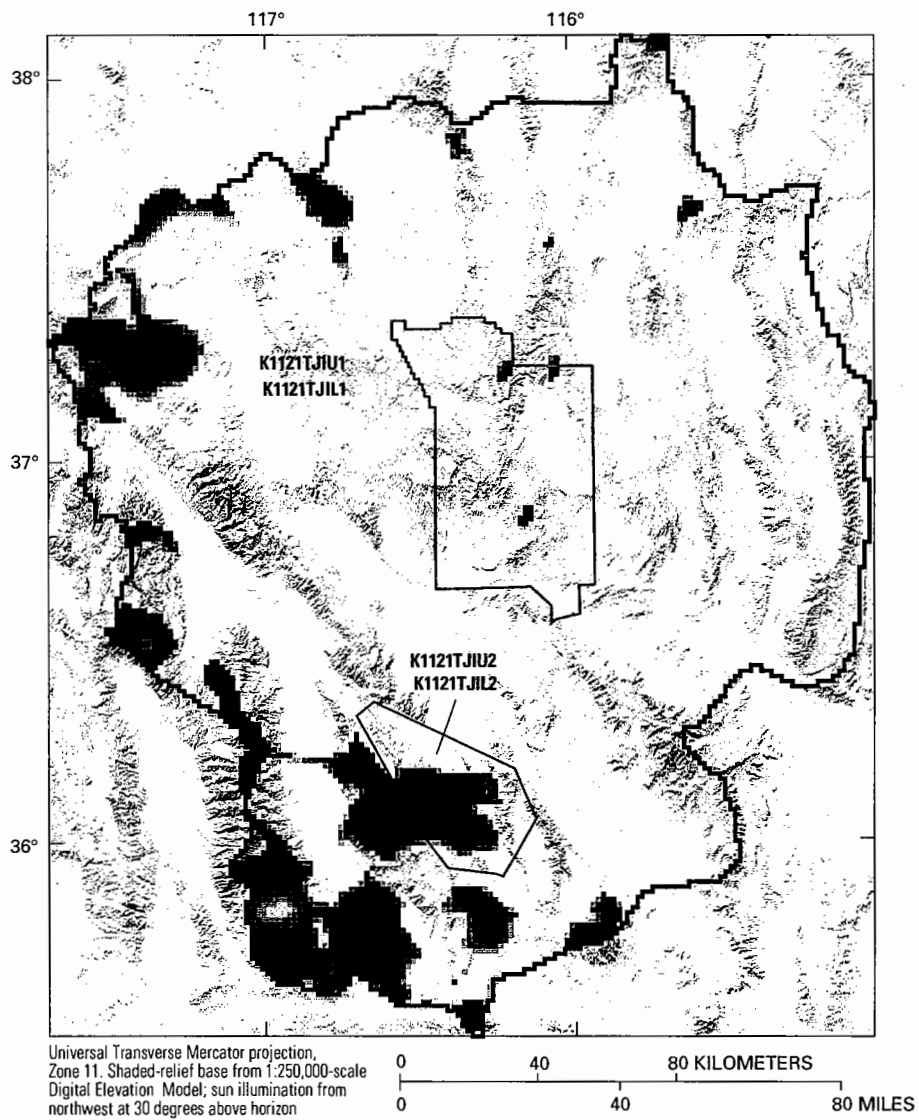 117°
116°
38°
K1121TJIU1
K1121TJIL1
37°
K1121TJIU2
K1121TJIL2
36°
Universal Transverse Mercator projection,
Zone 11. Shaded-relief base from 1:250,000-scale
Digital Elevation Model; sun illumination from
northwest at 30 degrees above horizon
0 40 80 KILOMETERS
0 40 80 MILES